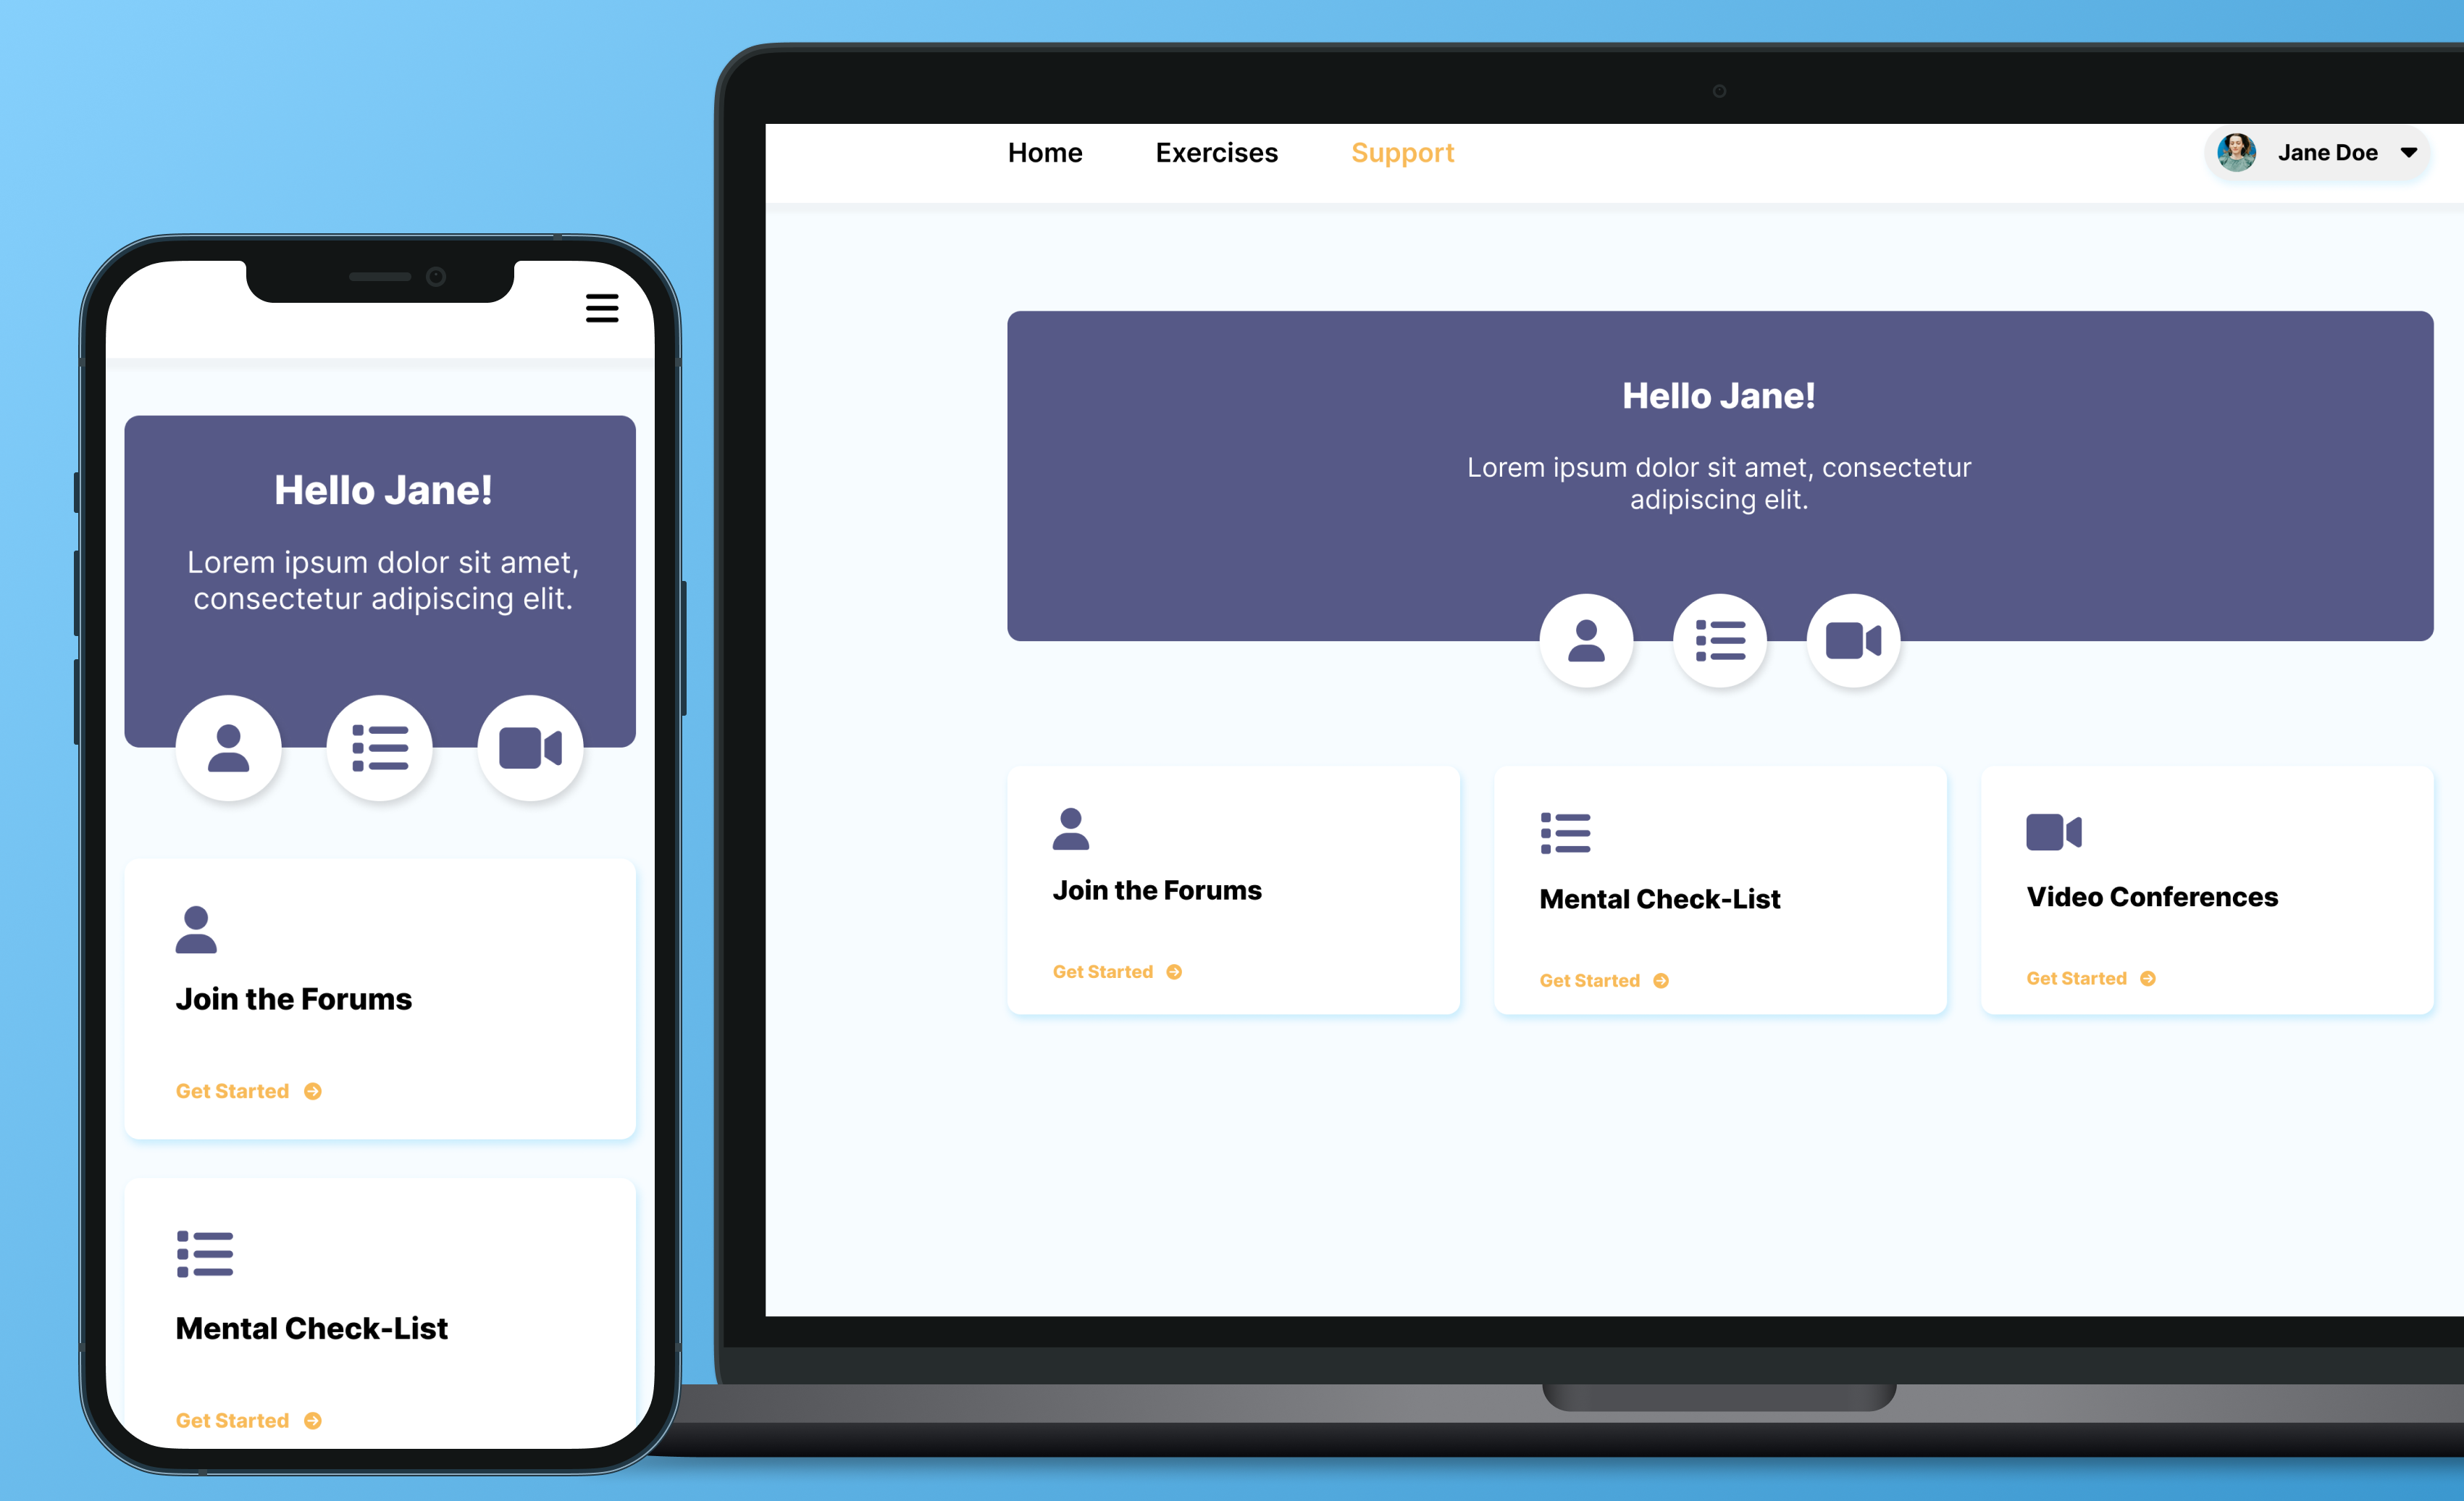 Hello Jane!
Lorem ipsum dolor sit amet,
consectetur adipiscing elit.
Join the Forums
Get Started
Mental Check-List
Get Started
Home
Exercises
Support
Jane Doe
Hello Jane!
Lorem ipsum dolor sit amet, consectetur
adipiscing elit.
Join the Forums
Get Started
Mental Check-List
Get Started
Video Conferences
Get Started